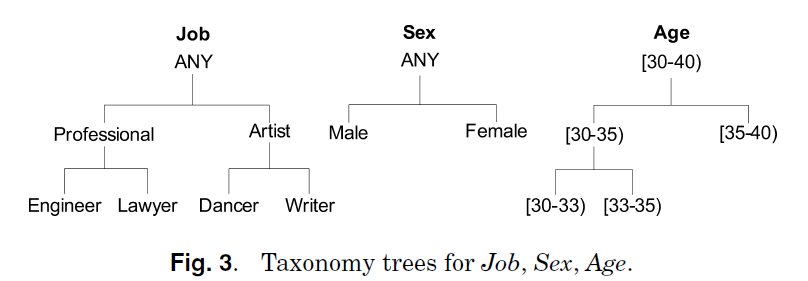 Job Sex Age
ANY ANY [30-40)
Professional Artist Male Female [30-35) [35-40)
Engineer Lawyer Dancer Writer [30-33) [33-35)
Fig. 3. Taxonomy trees for Job, Sex, Age.